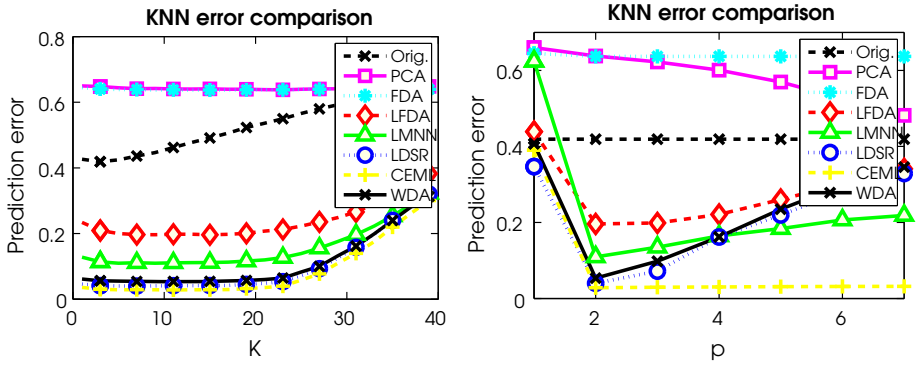 KNN error comparison
Prediction error
0.8
0.6
0.4
0.2
0
0
10
20
30
40
K
Orig.
PCA
FDA
LFDA
LMNN
LDSR
CEML
WDA
KNN error comparison
Prediction error
0.6
0.4
0.2
0
2
4
6
p
Orig.
PCA
FDA
LFDA
LMNN
LDSR
CEML
WDA